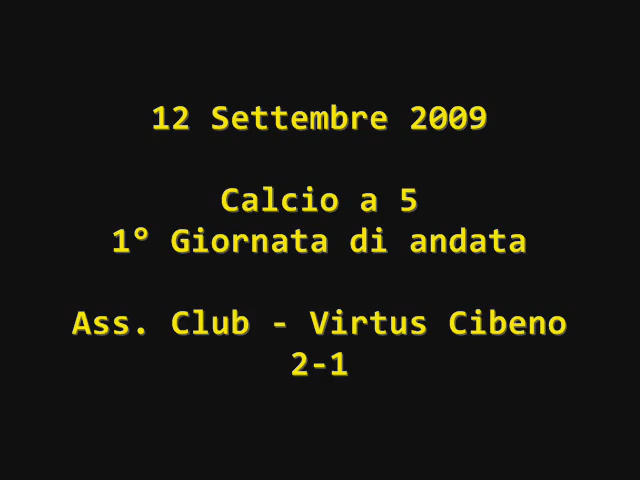 12 Settembre 2009
Calcio a 5
1° Giornata di andata
Ass. Club - Virtus Cibeno
2-1